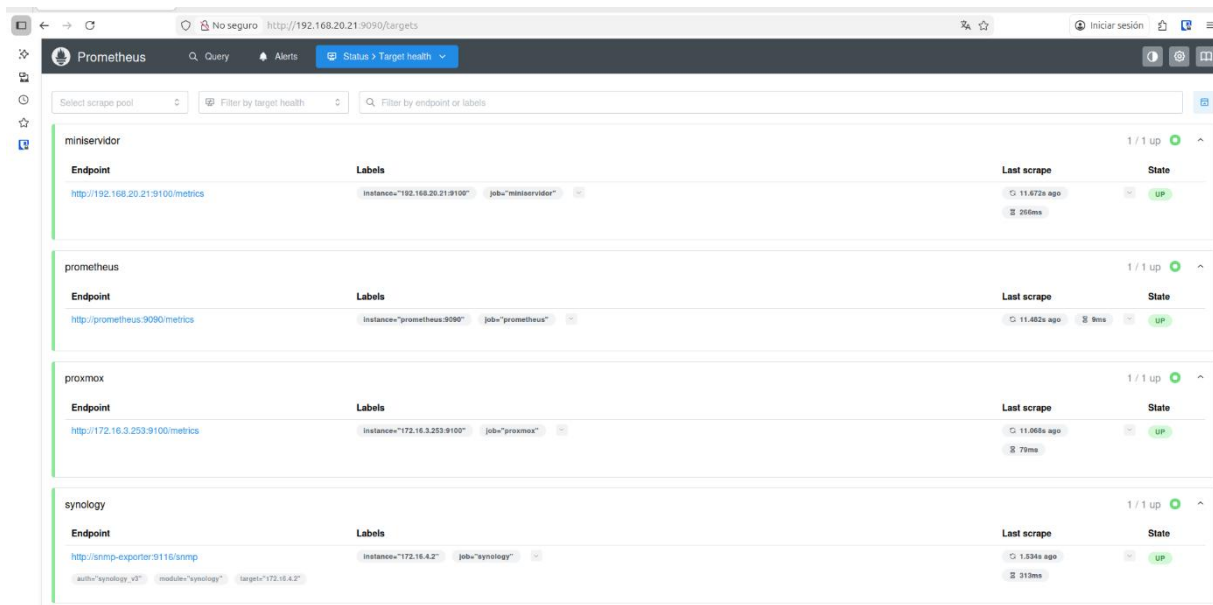 No seguro http://192.168.20.21:9090/targets Iniciar sesión
Prometheus Query Alerts Status > Target health
Select scrape pool Filter by target health Filter by endpoint or labels
miniservidor 1 / 1 up
Endpoint Labels Last scrape State
http://192.168.20.21:9100/metrics instance="192.168.20.21:9100" job="miniservidor" 11.672s ago UP
266ms
prometheus 1 / 1 up
Endpoint Labels Last scrape State
http://prometheus:9090/metrics instance="prometheus:9090" job="prometheus" 11.482s ago 9ms UP
proxmox 1 / 1 up
Endpoint Labels Last scrape State
http://172.16.3.253:9100/metrics instance="172.16.3.253:9100" job="proxmox" 11.068s ago UP
79ms
synology 1 / 1 up
Endpoint Labels Last scrape State
http://snmp-exporter:9116/snmp instance="172.16.4.2" job="synology" 1.534s ago UP
auth="synology_v3" module="synology" target="172.16.4.2" 313ms